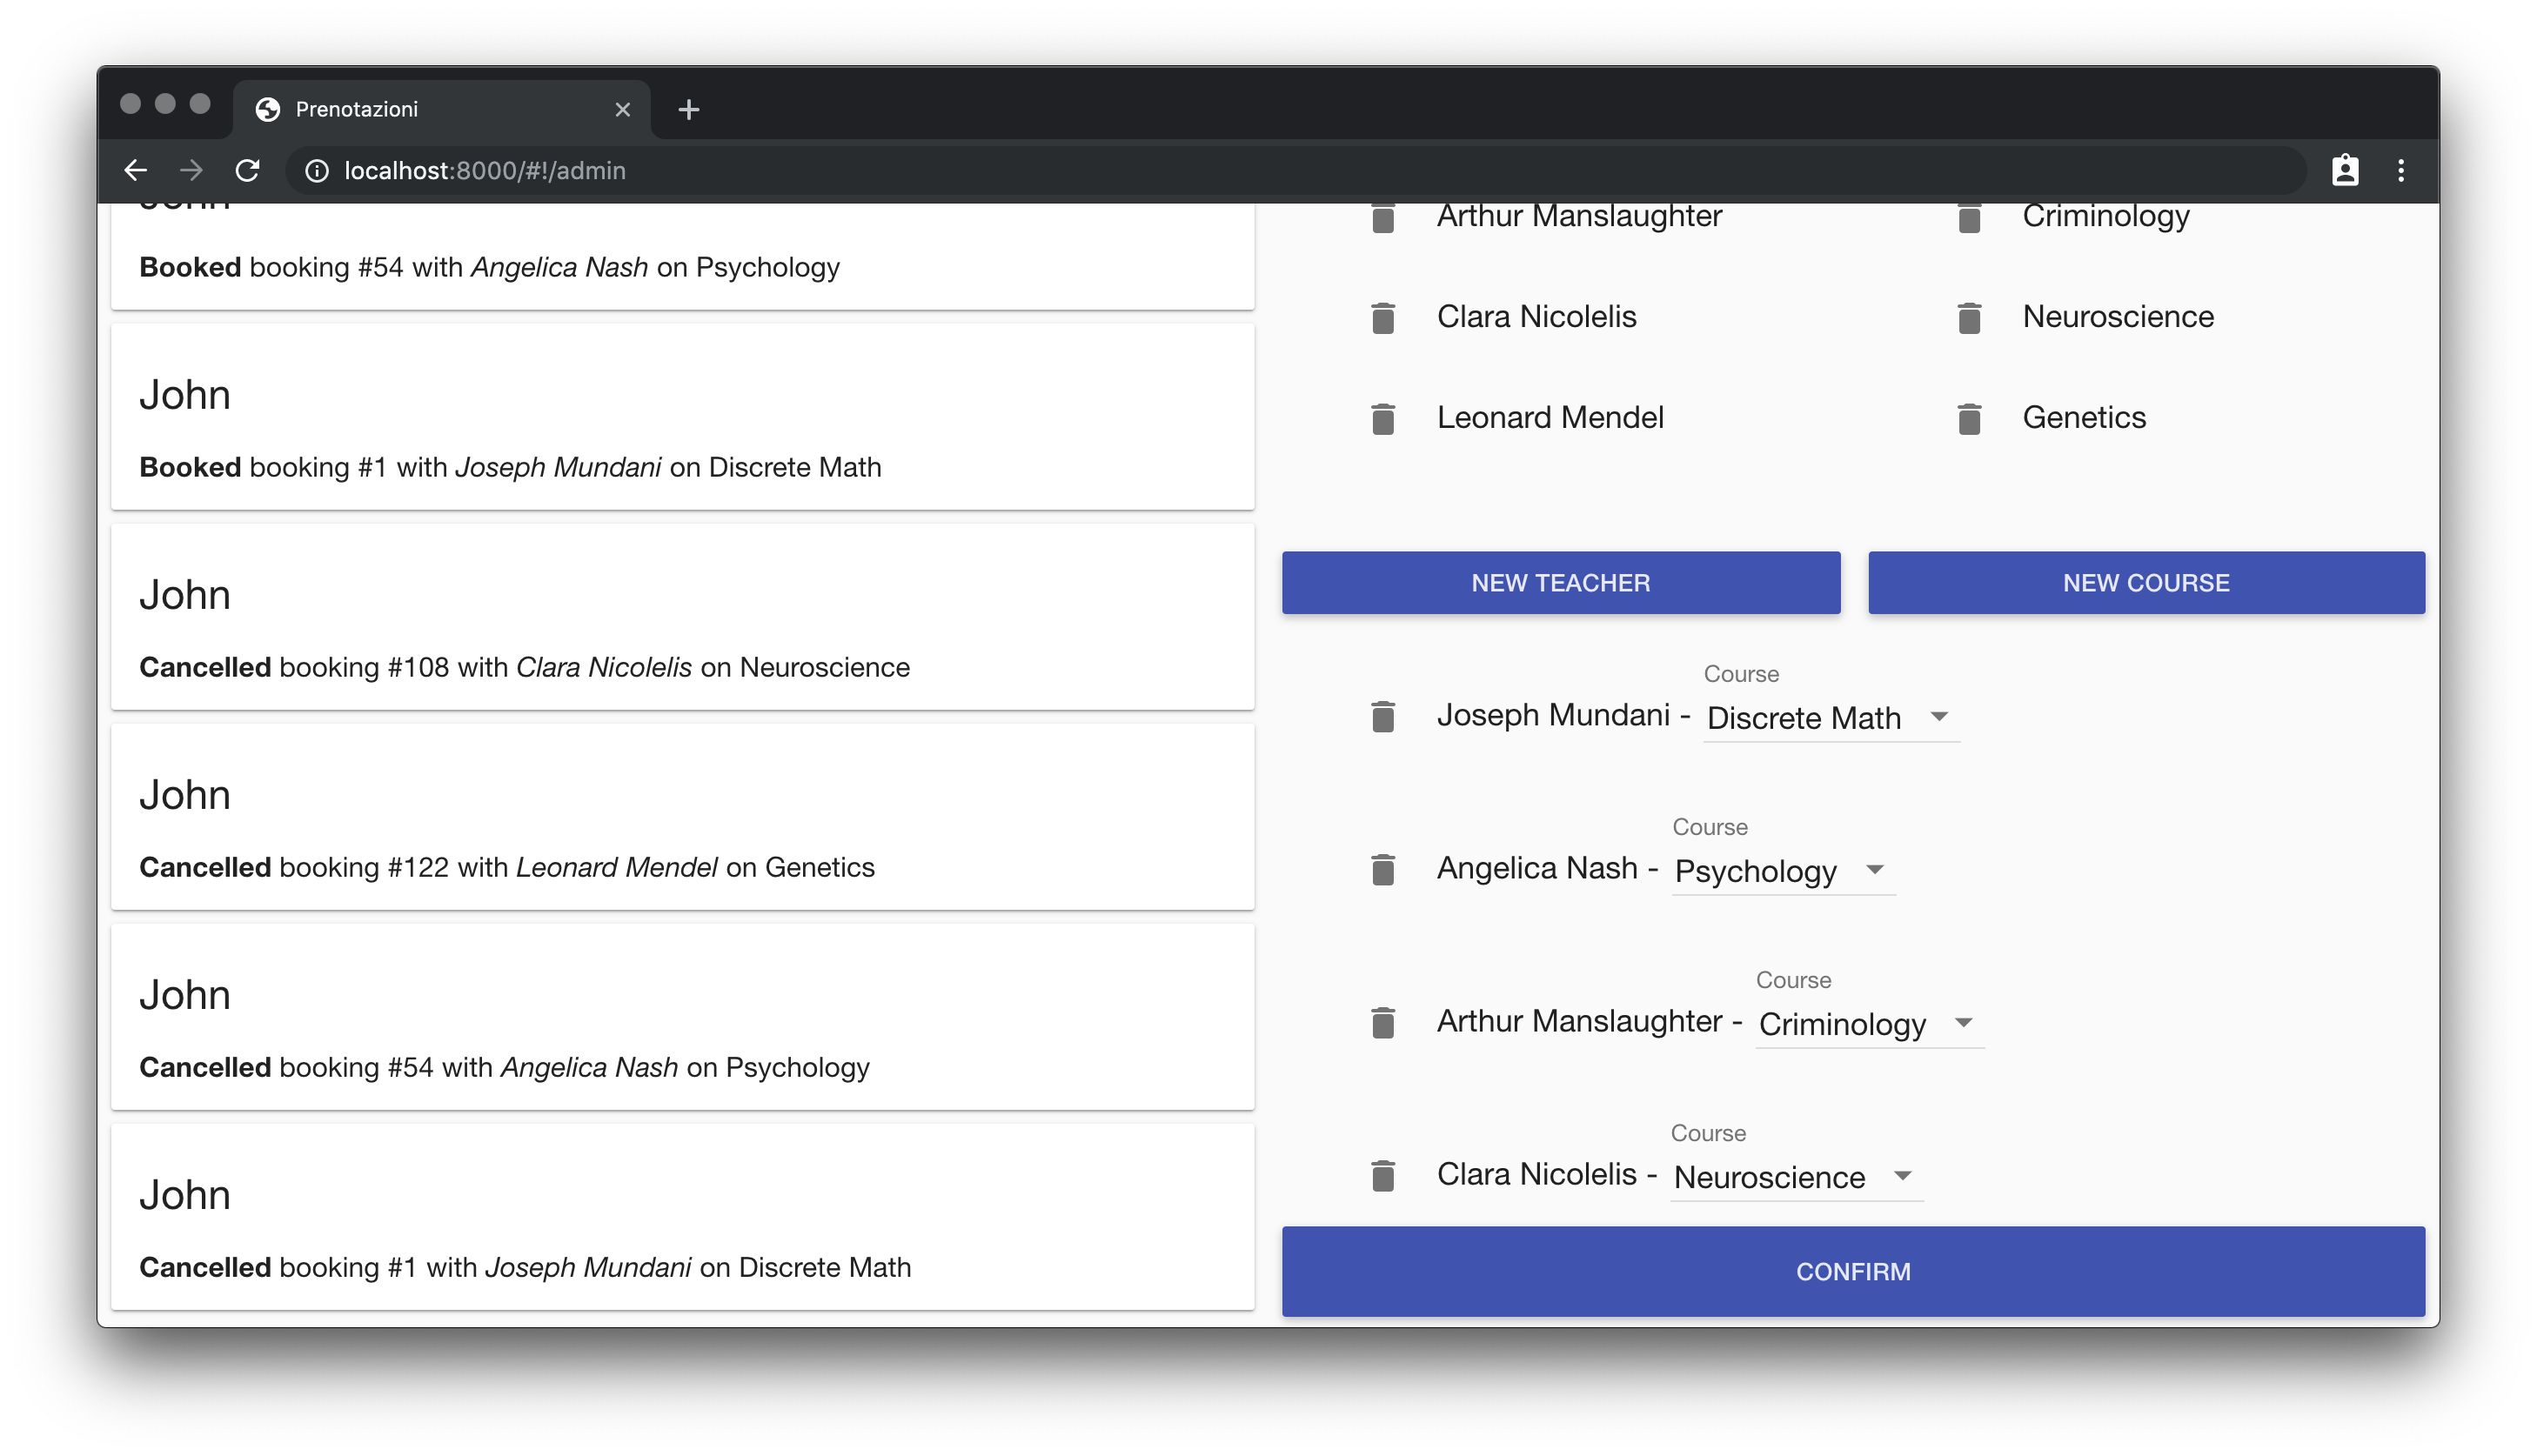 Prenotazioni
localhost:8000/#!/admin
John
Booked booking #54 with Angelica Nash on Psychology
John
Booked booking #1 with Joseph Mundani on Discrete Math
John
Cancelled booking #108 with Clara Nicolelis on Neuroscience
John
Cancelled booking #122 with Leonard Mendel on Genetics
John
Cancelled booking #54 with Angelica Nash on Psychology
John
Cancelled booking #1 with Joseph Mundani on Discrete Math
Arthur Manslaughter
Criminology
Clara Nicolelis
Neuroscience
Leonard Mendel
Genetics
NEW TEACHER
NEW COURSE
Course
Joseph Mundani - Discrete Math
Course
Angelica Nash - Psychology
Course
Arthur Manslaughter - Criminology
Course
Clara Nicolelis - Neuroscience
CONFIRM